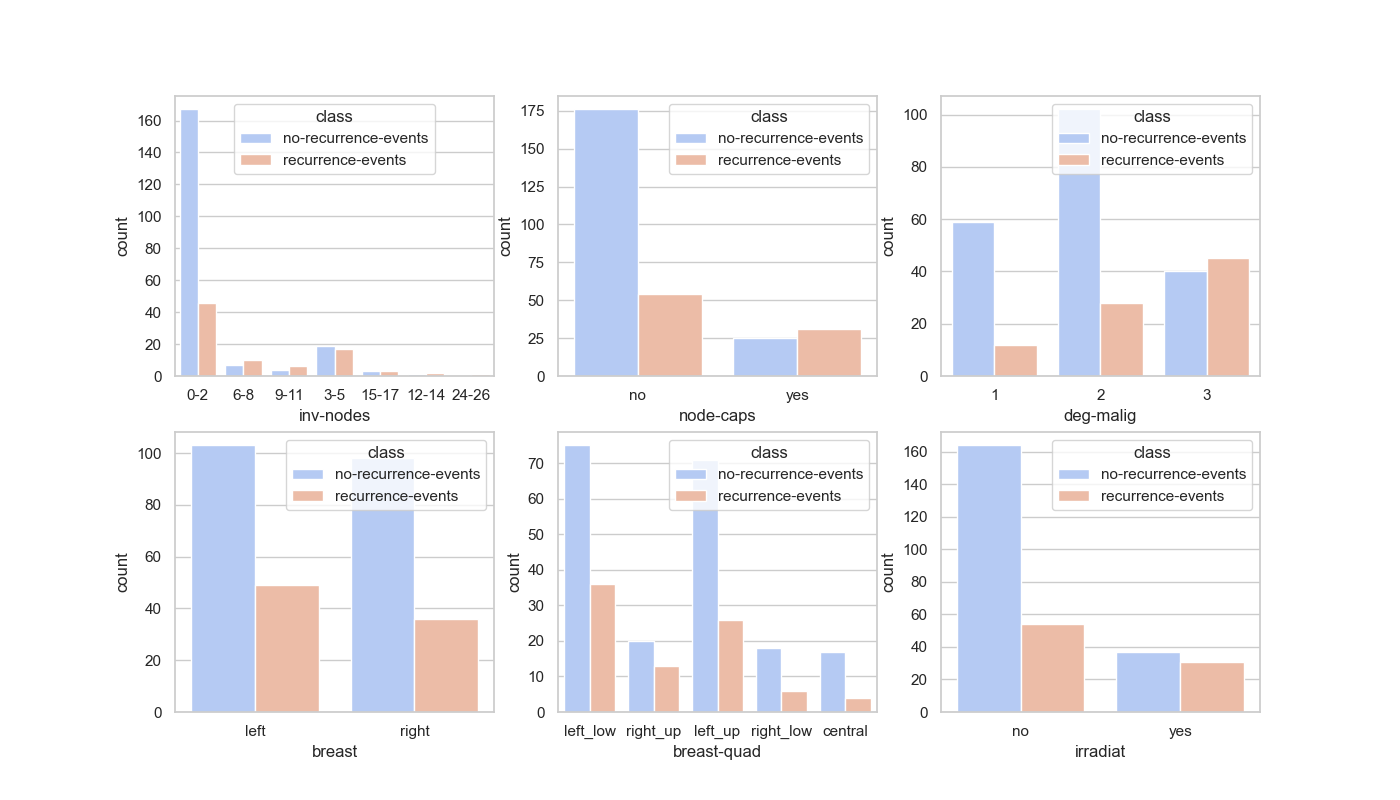 class
no-recurrence-events
recurrence-events
160
140
120
100
80
60
40
20
0
count
0-2 6-8 9-11 3-5 15-17 12-14 24-26
inv-nodes
class
no-recurrence-events
recurrence-events
175
150
125
100
75
50
25
0
count
no yes
node-caps
class
no-recurrence-events
recurrence-events
100
80
60
40
20
0
count
1 2 3
deg-malig
class
no-recurrence-events
recurrence-events
100
80
60
40
20
0
count
left right
breast
class
no-recurrence-events
recurrence-events
70
60
50
40
30
20
10
0
count
left_low right_up left_up right_low central
breast-quad
class
no-recurrence-events
recurrence-events
160
140
120
100
80
60
40
20
0
count
no yes
irradiat